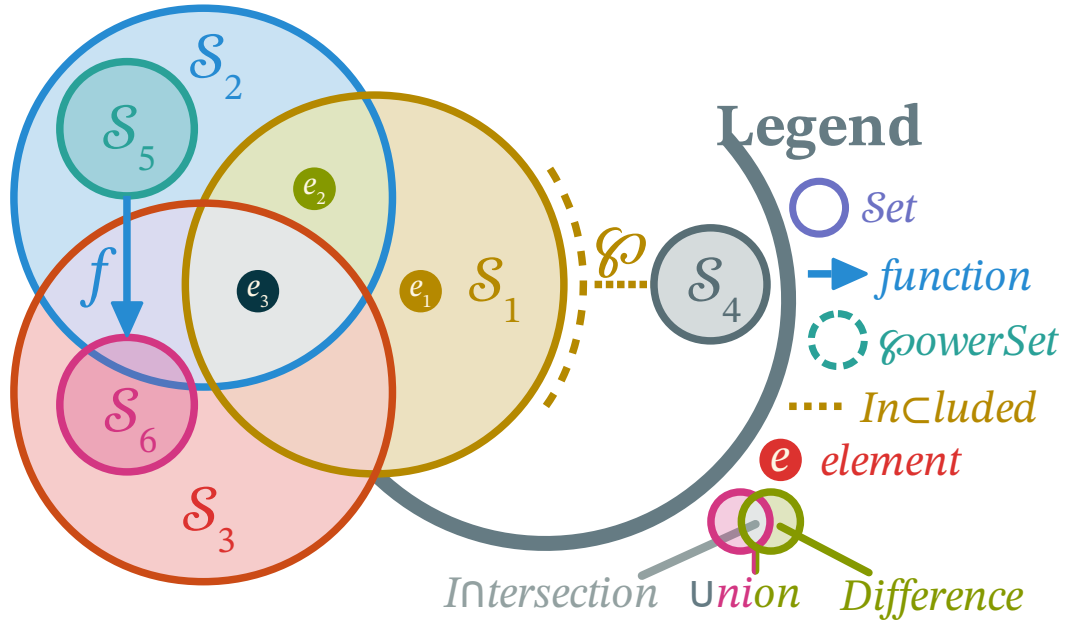 𝒮₂
𝒮₅
e₂
f
e₃
e₁
𝒮₁
℘
𝒮₄
𝒮₆
𝒮₃
Legend
𝒮et
function
℘owerSet
In⊂luded
e element
I∩tersection
∪nion
Difference